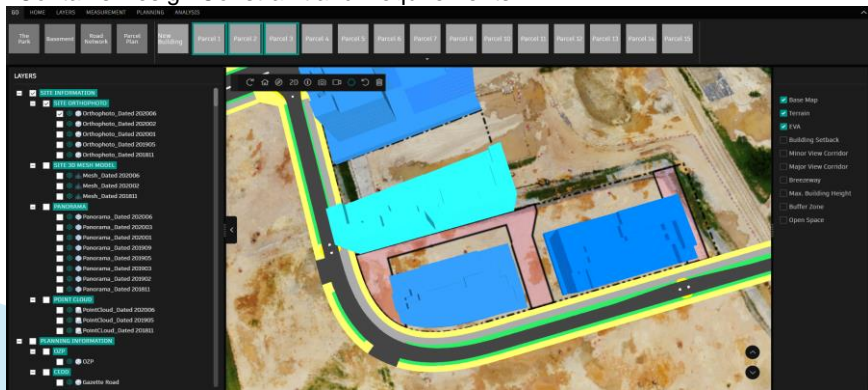 GO HOME LAYERS MEASUREMENT PLANNING ANALYSIS
The Park
Basement
Road Network
Parcel Plan
New Building
Parcel 1
Parcel 2
Parcel 3
Parcel 4
Parcel 5
Parcel 6
Parcel 7
Parcel 8
Parcel 9
Parcel 10
Parcel 11
Parcel 12
Parcel 13
Parcel 14
Parcel 15
LAYERS
SITE INFORMATION
SITE ORTHOPHOTO
Orthophoto_Dated 202006
Orthophoto_Dated 202002
Orthophoto_Dated 202001
Orthophoto_Dated 201905
Orthophoto_Dated 201811
SITE 3D MESH MODEL
Mesh_Dated 202006
Mesh_Dated 202002
Mesh_Dated 201811
PANORAMA
Panorama_Dated 202006
Panorama_Dated 202003
Panorama_Dated 202001
Panorama_Dated 201909
Panorama_Dated 201905
Panorama_Dated 201903
Panorama_Dated 201902
Panorama_Dated 201811
POINT CLOUD
PointCloud_Dated 202006
PointCloud_Dated 201905
PointCLoud_Dated 201811
PLANNING INFORMATION
OZP
OZP
CEDD
Gazette Road
2D
Base Map
Terrain
EVA
Building Setback
Minor View Corridor
Major View Corridor
Breezeway
Max. Building Height
Buffer Zone
Open Space